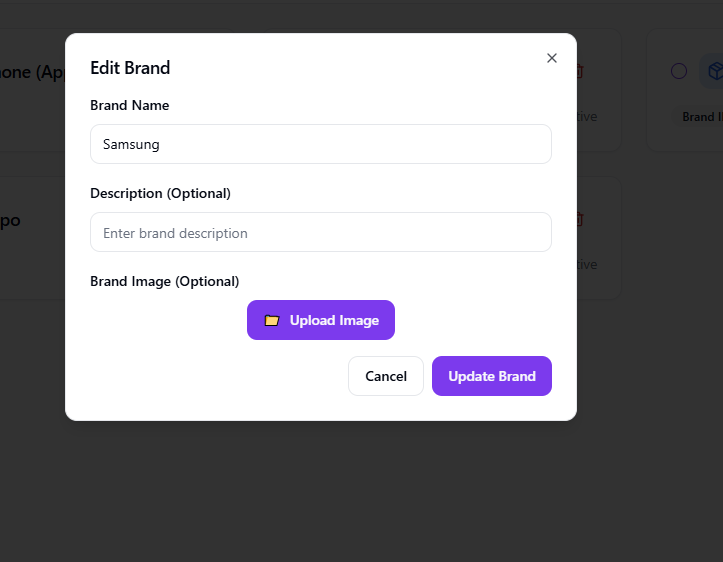 Edit Brand
one (Ap
Brand Name
Samsung
tive
Brand I
Description (Optional)
po
Enter brand description
tive
Brand Image (Optional)
Upload Image
Cancel
Update Brand